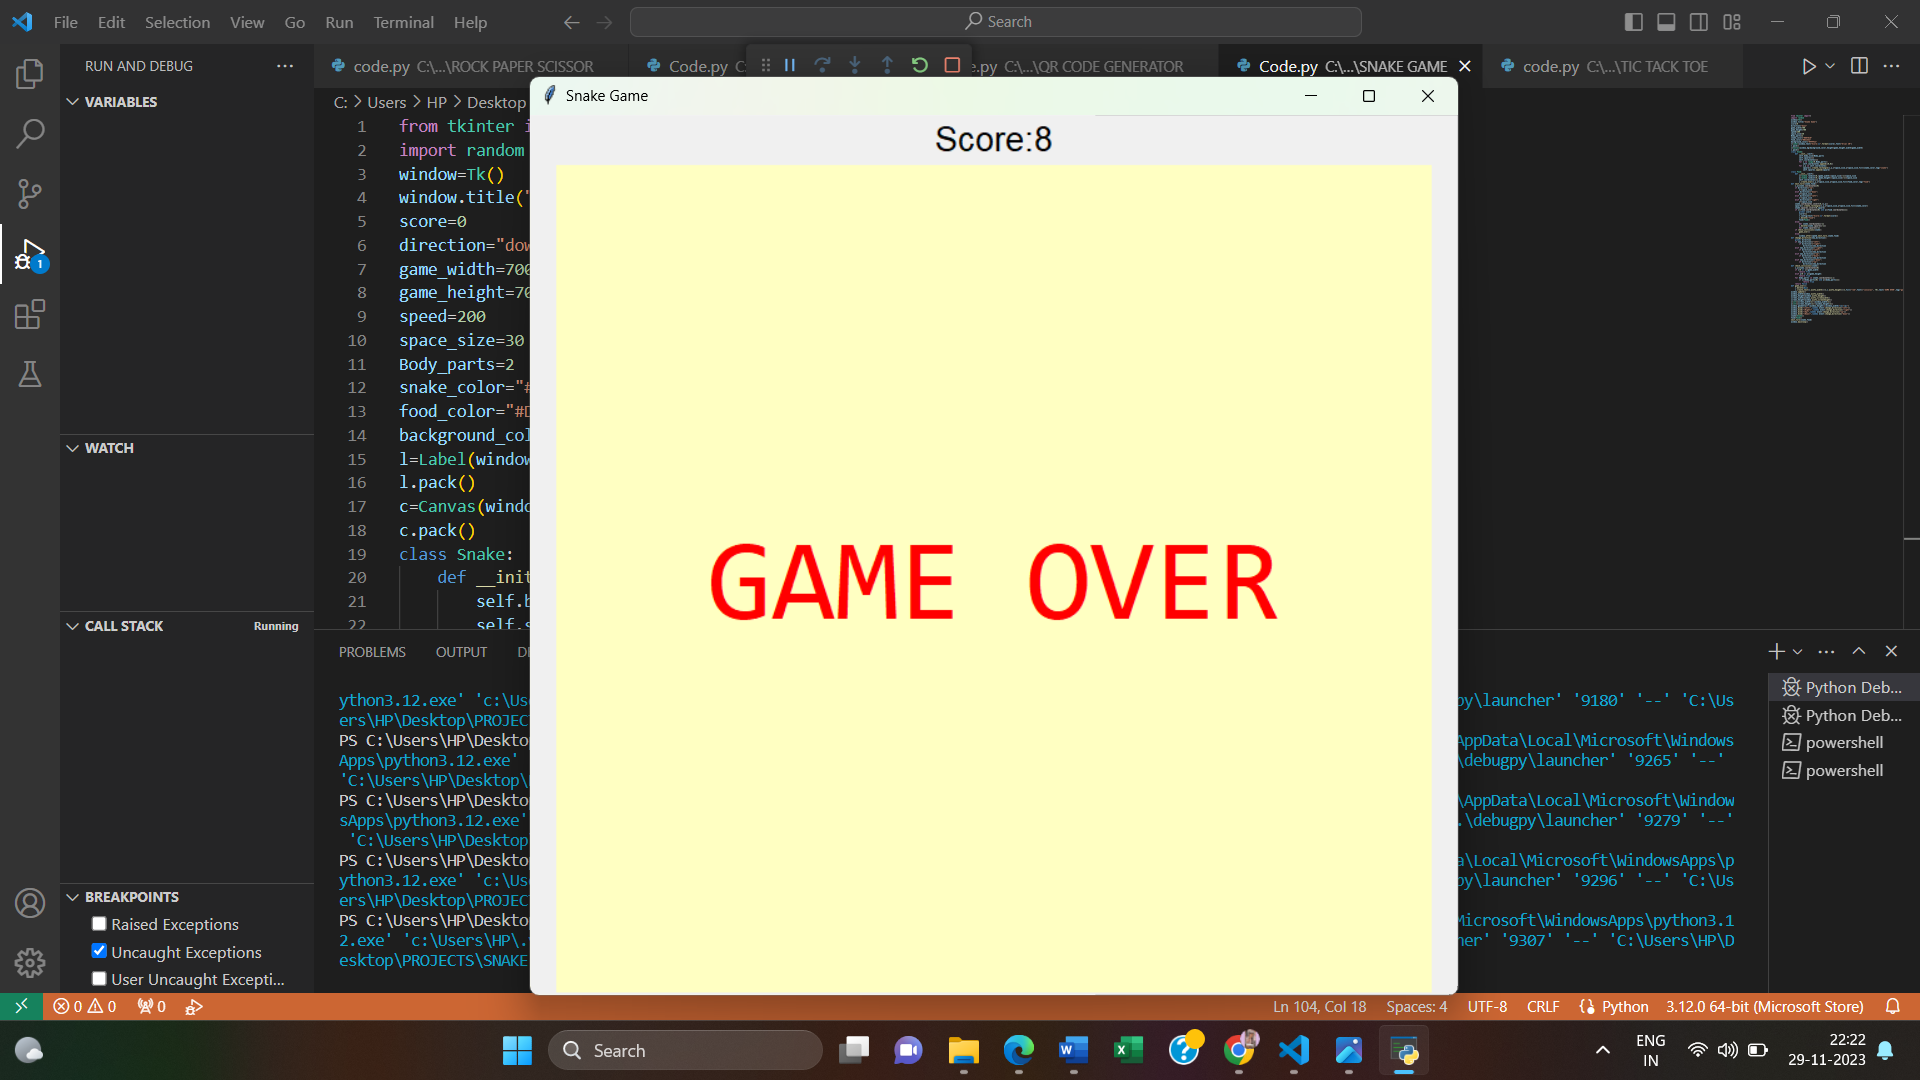 File Edit Selection View Go Run Terminal Help
Search
RUN AND DEBUG
code.py C:\...\ROCK PAPER SCISSOR
Code.py
e.py C:\...\QR CODE GENERATOR
Code.py C:\...\SNAKE GAME
code.py C:\...\TIC TACK TOE
VARIABLES
C: > Users > HP > Desktop
Snake Game
Score:8
GAME OVER
1 from tkinter i
2 import random
3 window=Tk()
4 window.title("
5 score=0
6 direction="dow
7 game_width=700
8 game_height=70
9 speed=200
10 space_size=30
11 Body_parts=2
12 snake_color="#
13 food_color="#D
14 background_col
15 l=Label(window
16 l.pack()
17 c=Canvas(windo
18 c.pack()
19 class Snake:
20 def __init
21 self.b
22 self.s
WATCH
CALL STACK Running
BREAKPOINTS
Raised Exceptions
Uncaught Exceptions
User Uncaught Excepti...
PROBLEMS OUTPUT
ython3.12.exe' 'c:\Us py\launcher' '9180' '--' 'C:\Us
ers\HP\Desktop\PROJECT
PS C:\Users\HP\Deskto AppData\Local\Microsoft\Windows
Apps\python3.12.exe' \debugpy\launcher' '9265' '--'
'C:\Users\HP\Desktop\
PS C:\Users\HP\Deskto \AppData\Local\Microsoft\Window
sApps\python3.12.exe' .\debugpy\launcher' '9279' '--'
'C:\Users\HP\Desktop
PS C:\Users\HP\Deskto a\Local\Microsoft\WindowsApps\p
ython3.12.exe' 'c:\Us py\launcher' '9296' '--' 'C:\Us
ers\HP\Desktop\PROJECT
PS C:\Users\HP\Deskto Microsoft\WindowsApps\python3.1
2.exe' 'c:\Users\HP\. her' '9307' '--' 'C:\Users\HP\D
esktop\PROJECTS\SNAKE
Python Deb...
Python Deb...
powershell
powershell
0 0 0
Ln 104, Col 18 Spaces: 4 UTF-8 CRLF Python 3.12.0 64-bit (Microsoft Store)
Search
ENG
IN
22:22
29-11-2023